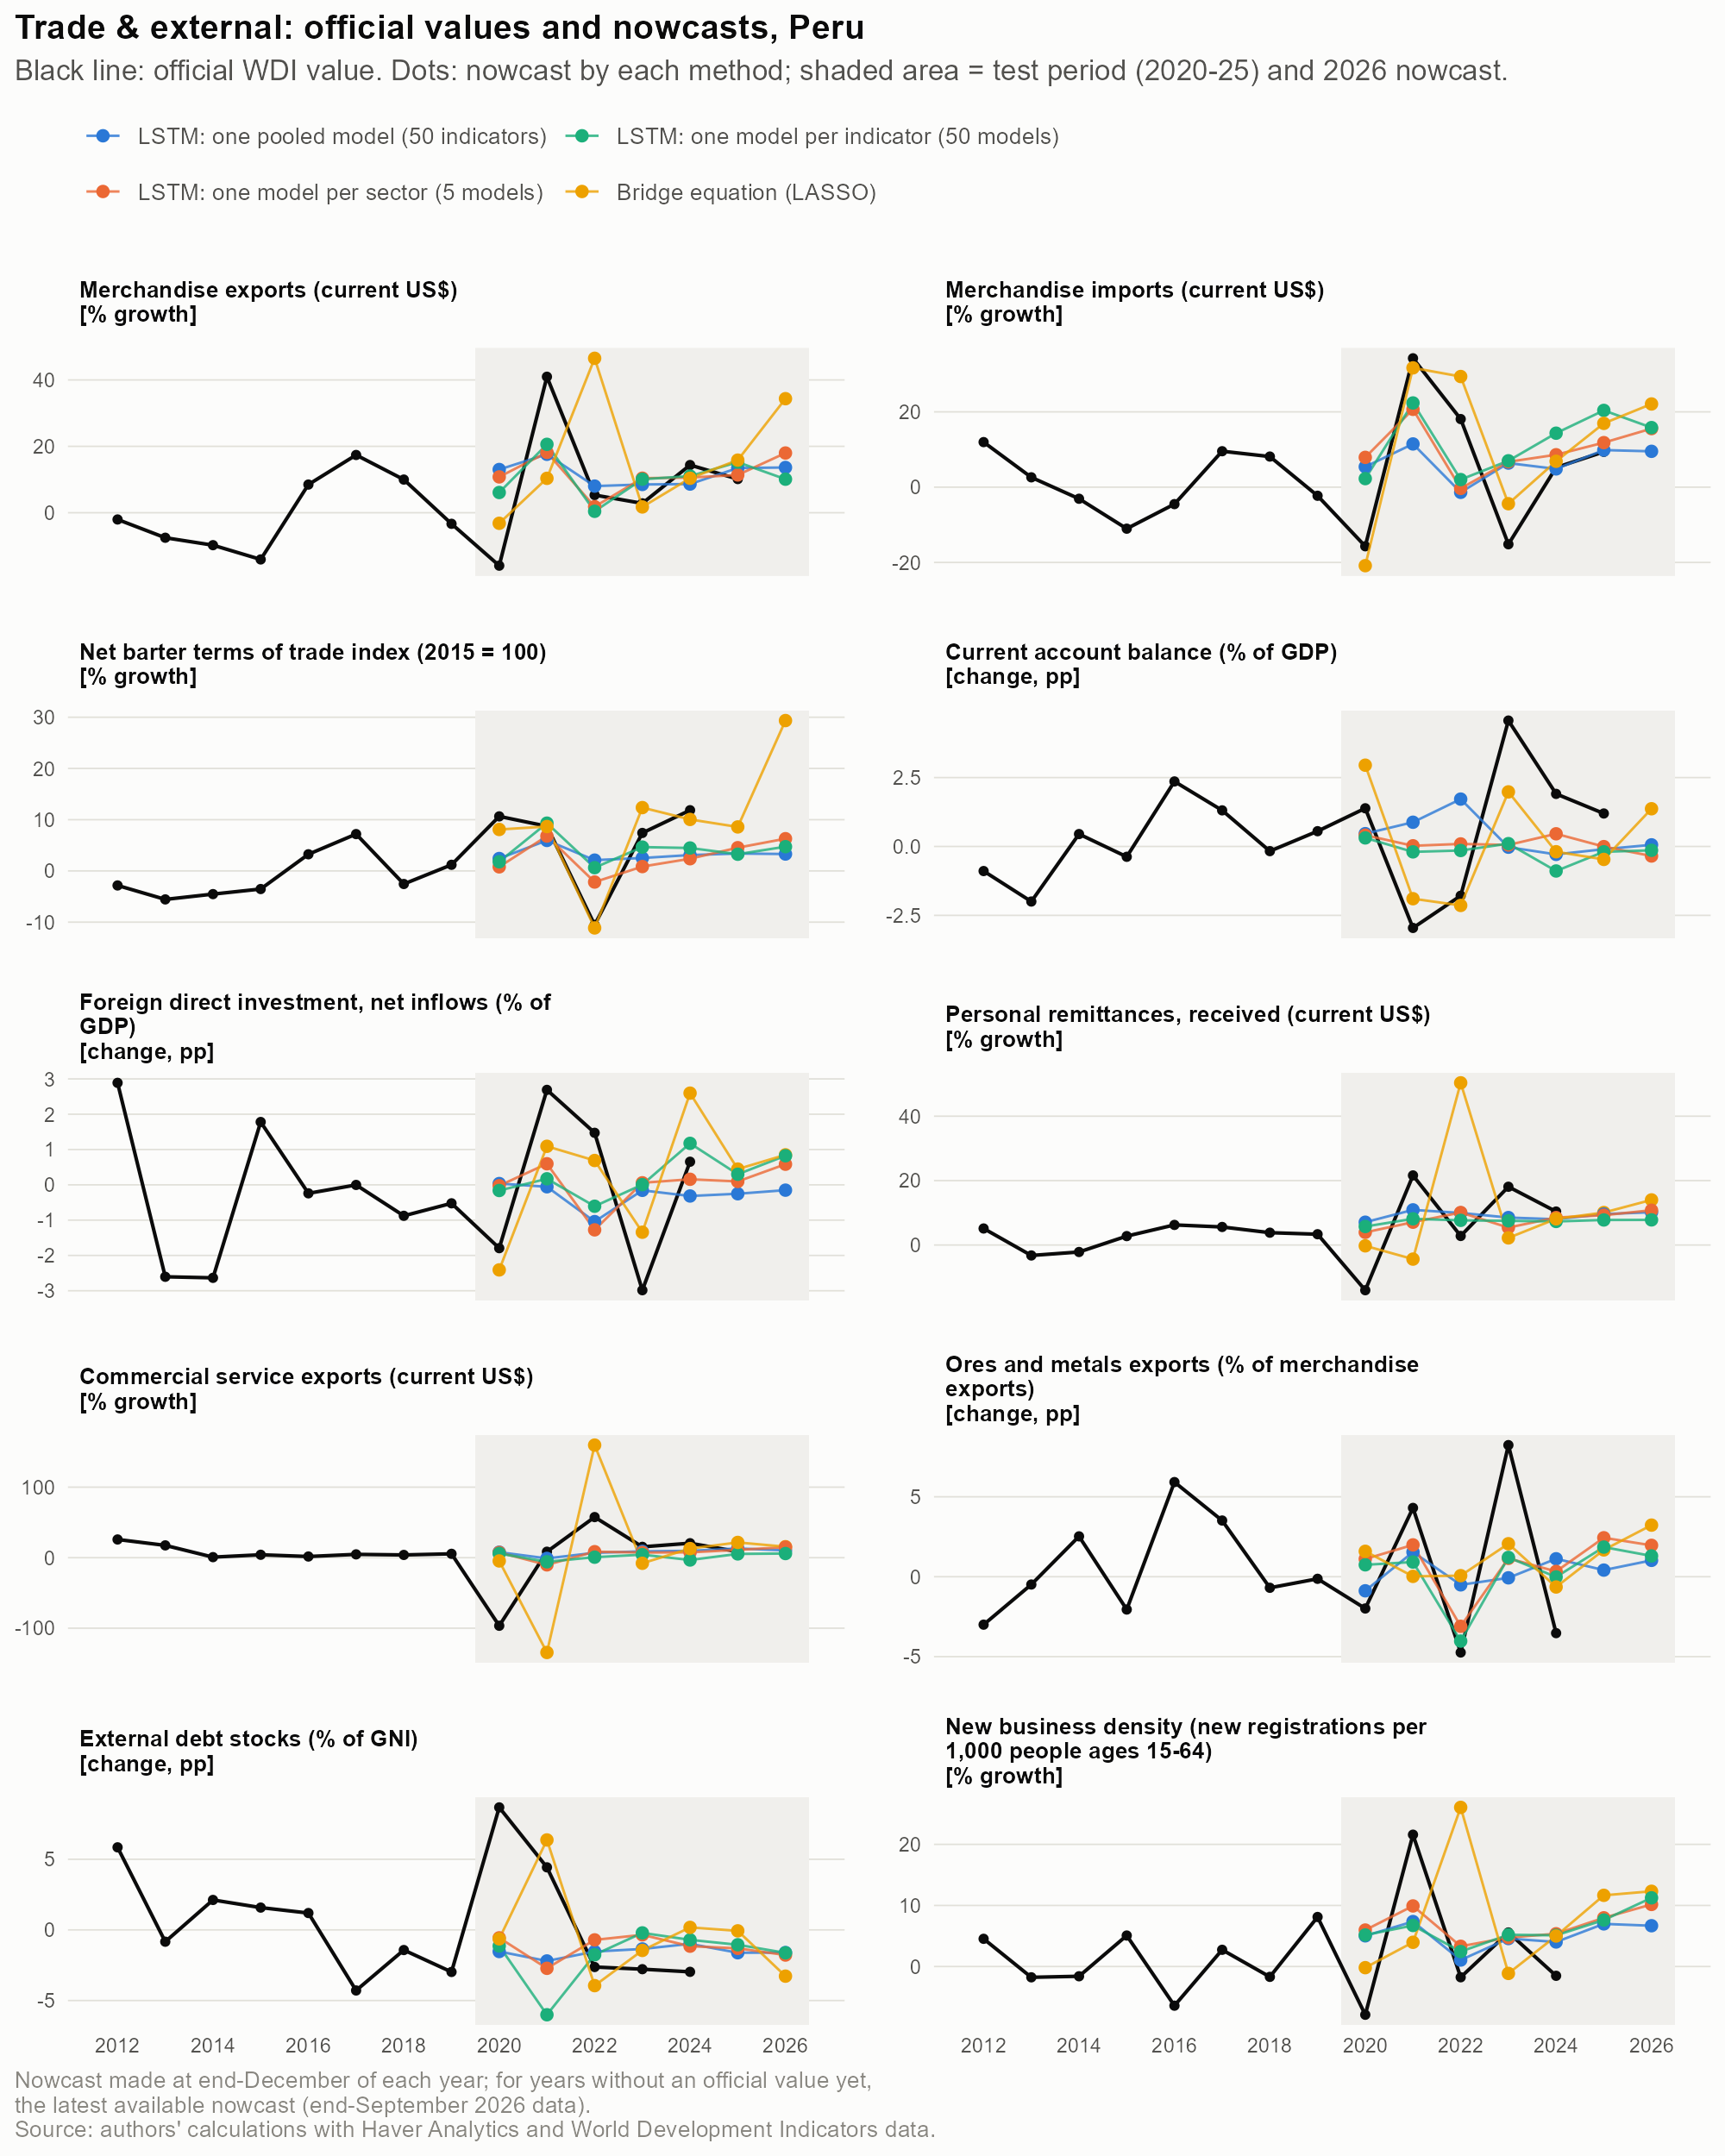 Trade & external: official values and nowcasts, Peru
Black line: official WDI value. Dots: nowcast by each method; shaded area = test period (2020-25) and 2026 nowcast.
LSTM: one pooled model (50 indicators)
LSTM: one model per indicator (50 models)
LSTM: one model per sector (5 models)
Bridge equation (LASSO)
Merchandise exports (current US$)
[% growth]
40
20
0
Merchandise imports (current US$)
[% growth]
20
0
-20
Net barter terms of trade index (2015 = 100)
[% growth]
30
20
10
0
-10
Current account balance (% of GDP)
[change, pp]
2.5
0.0
-2.5
Foreign direct investment, net inflows (% of
GDP)
[change, pp]
3
2
1
0
-1
-2
-3
Personal remittances, received (current US$)
[% growth]
40
20
0
Commercial service exports (current US$)
[% growth]
100
0
-100
Ores and metals exports (% of merchandise
exports)
[change, pp]
5
0
-5
External debt stocks (% of GNI)
[change, pp]
5
0
-5
2012 2014 2016 2018 2020 2022 2024 2026
New business density (new registrations per
1,000 people ages 15-64)
[% growth]
20
10
0
2012 2014 2016 2018 2020 2022 2024 2026
Nowcast made at end-December of each year; for years without an official value yet,
the latest available nowcast (end-September 2026 data).
Source: authors' calculations with Haver Analytics and World Development Indicators data.